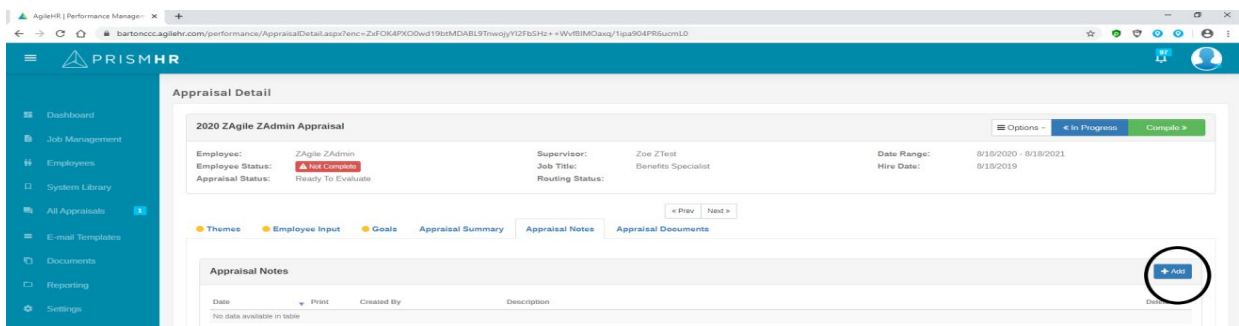 AgileHR | Performance Manager
bartonccc.agilehr.com/performance/AppraisalDetail.aspx?enc=
PRISMHR
87
Appraisal Detail
Dashboard
Job Management
Employees
System Library
All Appraisals 1
E-mail Templates
Documents
Reporting
Settings
2020 ZAgile ZAdmin Appraisal
Options
« In Progress
Compile »
Employee: ZAgile ZAdmin Supervisor: Zoe ZTest Date Range: 8/18/2020 - 8/18/2021
Employee Status: Not Complete Job Title: Benefits Specialist Hire Date: 8/18/2019
Appraisal Status: Ready To Evaluate Routing Status:
« Prev Next »
Themes Employee Input Goals Appraisal Summary Appraisal Notes Appraisal Documents
Appraisal Notes
+ Add
Date Print Created By Description
No data available in table